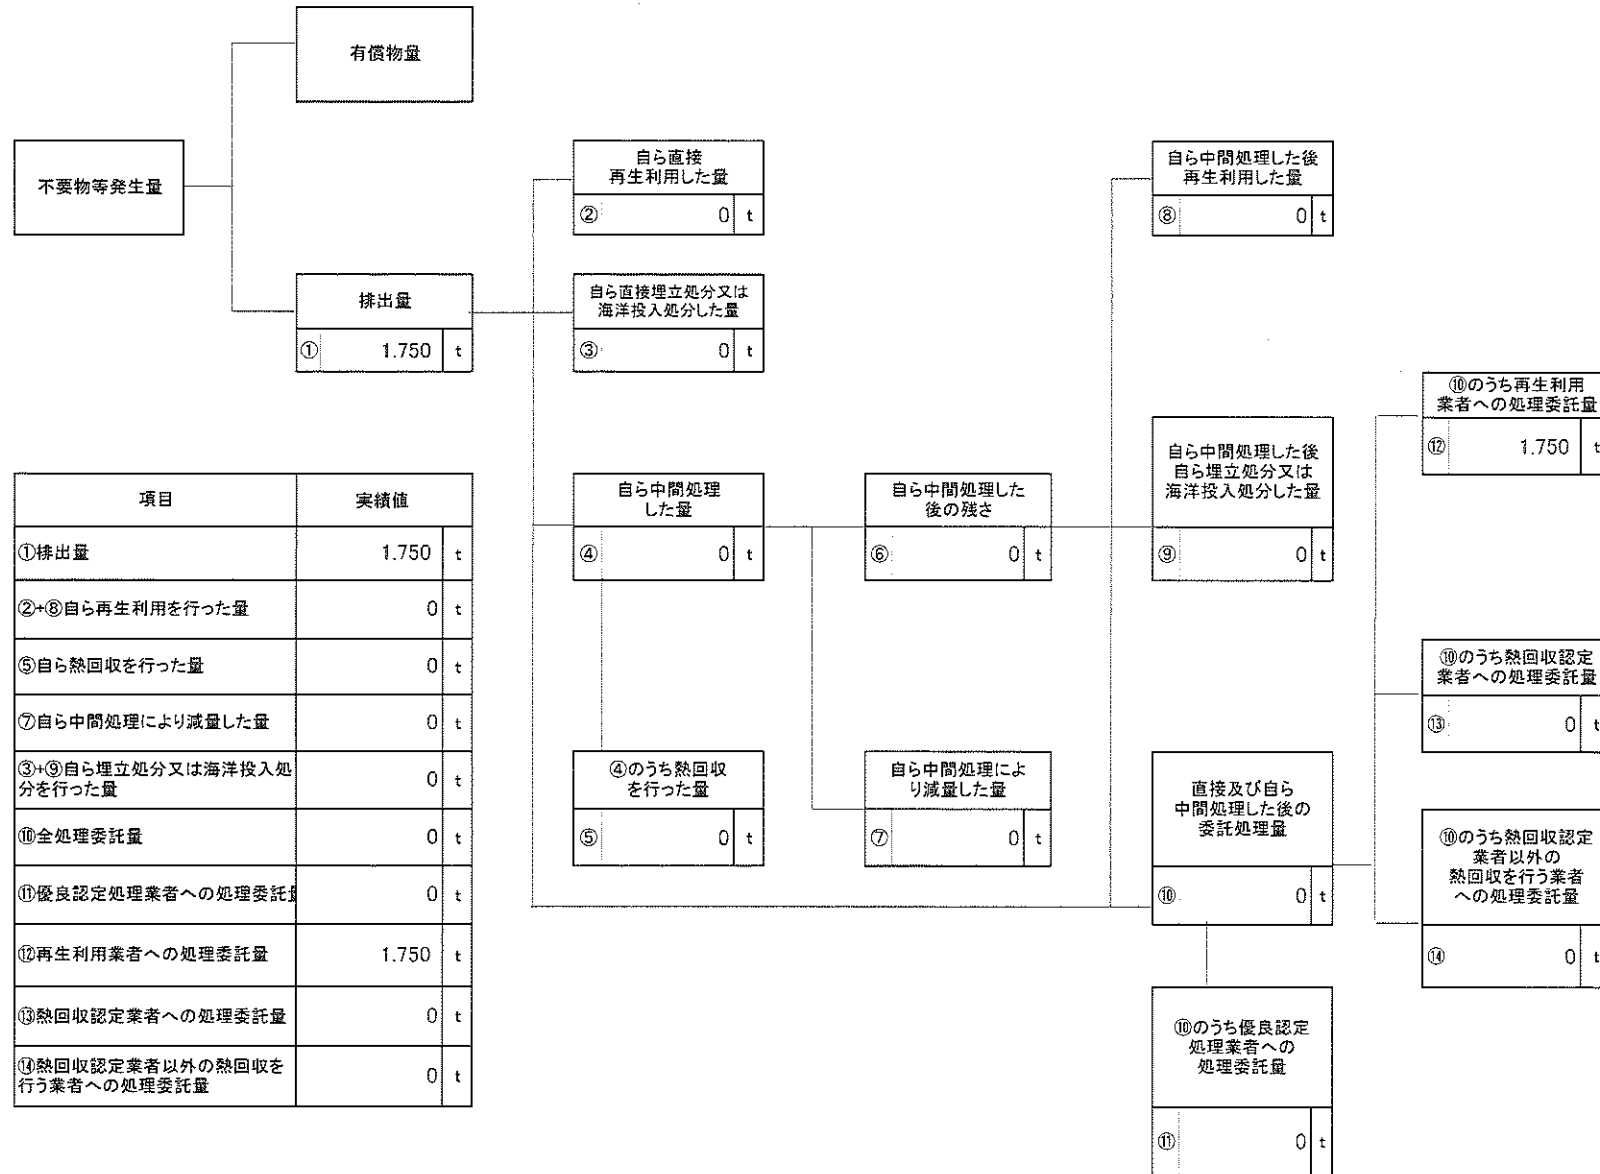 有償物量
不要物等発生量
排出量
① 1.750 t
自ら直接
再生利用した量
② 0 t
自ら直接埋立処分又は
海洋投入処分した量
③ 0 t
自ら中間処理
した量
④ 0 t
④のうち熱回収
を行った量
⑤ 0 t
自ら中間処理した
後の残さ
⑥ 0 t
自ら中間処理によ
り減量した量
⑦ 0 t
自ら中間処理した後
再生利用した量
⑧ 0 t
自ら中間処理した後
自ら埋立処分又は
海洋投入処分した量
⑨ 0 t
直接及び自ら
中間処理した後の
委託処理量
⑩ 0 t
⑩のうち優良認定
処理業者への
処理委託量
⑪ 0 t
⑩のうち再生利用
業者への処理委託量
⑫ 1.750 t
⑩のうち熱回収認定
業者への処理委託量
⑬ 0 t
⑩のうち熱回収認定
業者以外の
熱回収を行う業者
への処理委託量
⑭ 0 t
項目 実績値
①排出量 1.750 t
②+⑧自ら再生利用を行った量 0 t
⑤自ら熱回収を行った量 0 t
⑦自ら中間処理により減量した量 0 t
③+⑨自ら埋立処分又は海洋投入処
分を行った量 0 t
⑩全処理委託量 0 t
⑪優良認定処理業者への処理委託量 0 t
⑫再生利用業者への処理委託量 1.750 t
⑬熱回収認定業者への処理委託量 0 t
⑭熱回収認定業者以外の熱回収を
行う業者への処理委託量 0 t